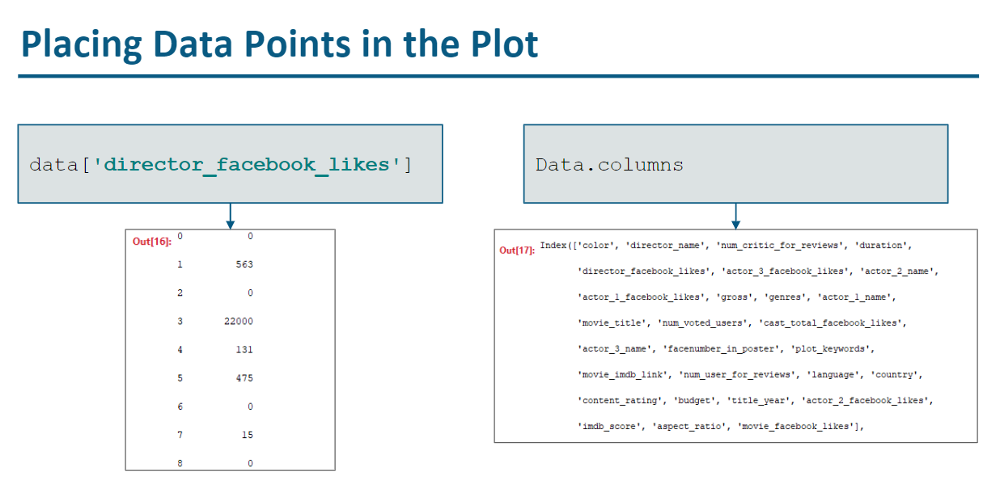 Placing Data Points in the Plot
data['director_facebook_likes']
Out[16]: 0 0
1 563
2 0
3 22000
4 131
5 475
6 0
7 15
8 0
Data.columns
Out[17]: Index(['color', 'director_name', 'num_critic_for_reviews', 'duration',
'director_facebook_likes', 'actor_3_facebook_likes', 'actor_2_name',
'actor_1_facebook_likes', 'gross', 'genres', 'actor_1_name',
'movie_title', 'num_voted_users', 'cast_total_facebook_likes',
'actor_3_name', 'facenumber_in_poster', 'plot_keywords',
'movie_imdb_link', 'num_user_for_reviews', 'language', 'country',
'content_rating', 'budget', 'title_year', 'actor_2_facebook_likes',
'imdb_score', 'aspect_ratio', 'movie_facebook_likes'],